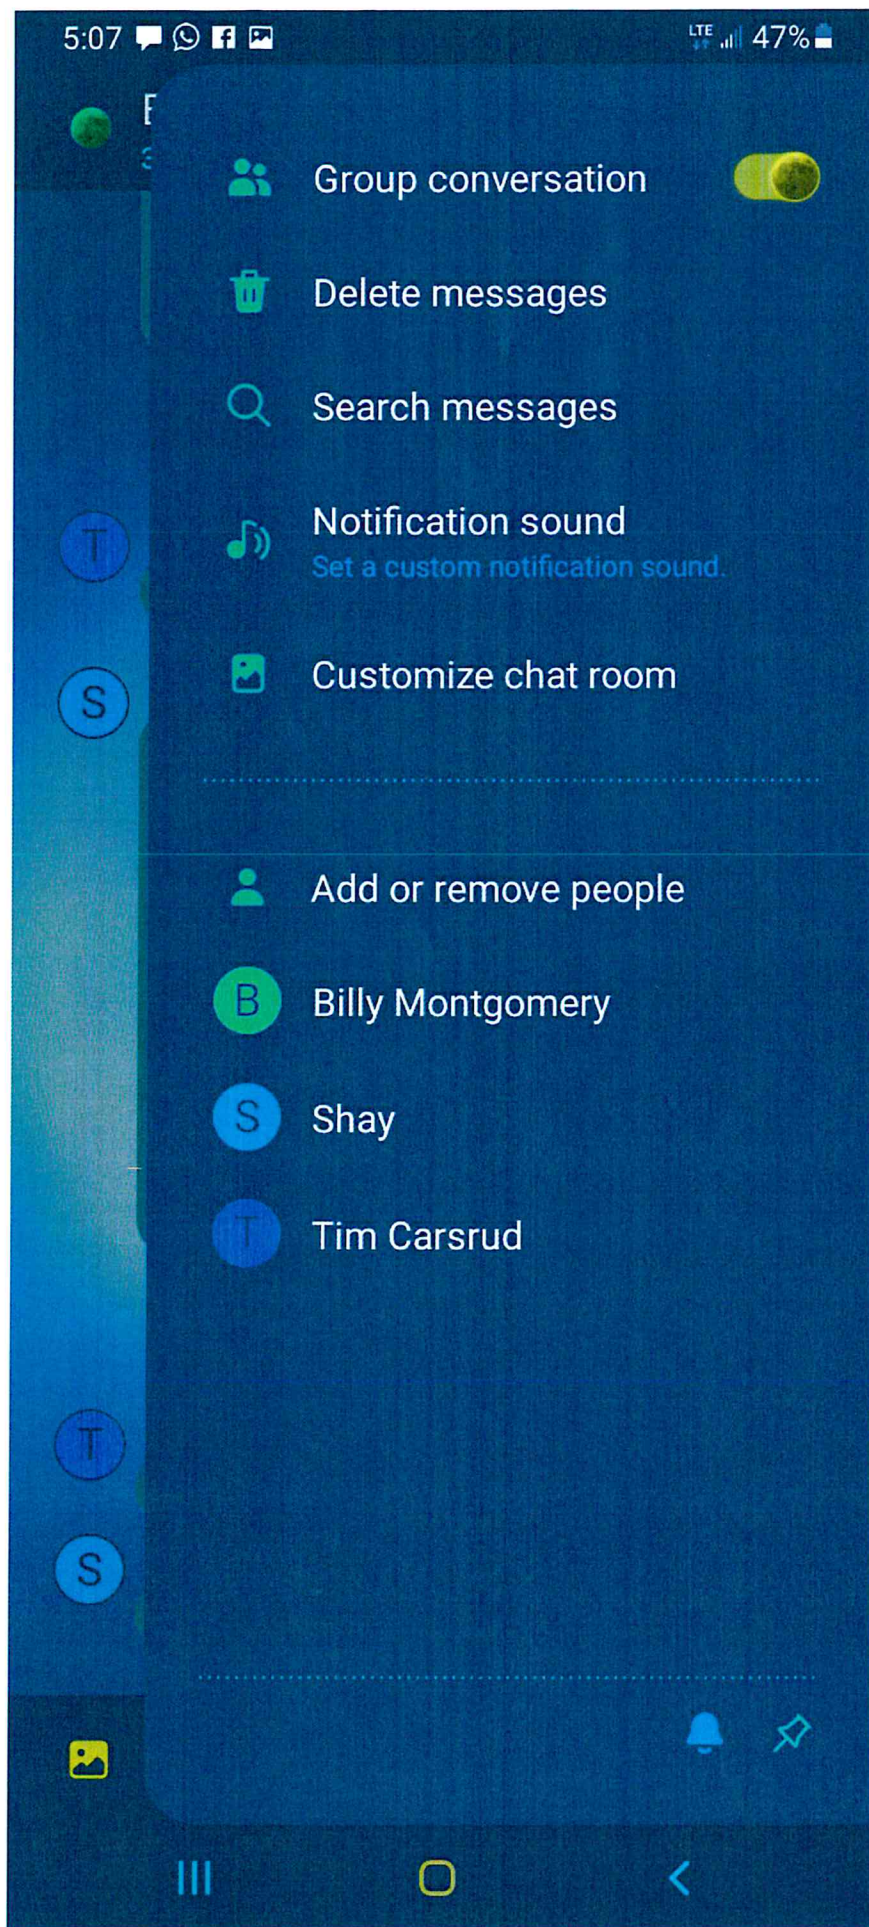 5:07
LTE 47%
E
3
Group conversation
Delete messages
Search messages
Notification sound
Set a custom notification sound.
Customize chat room
T
S
Add or remove people
B Billy Montgomery
S Shay
T Tim Carsrud
T
S